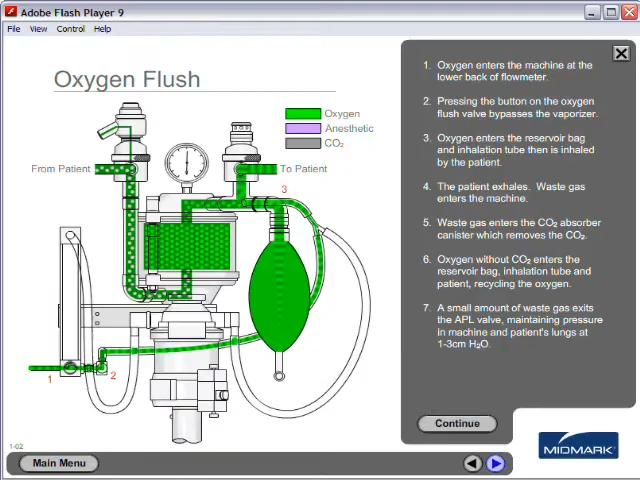 Adobe Flash Player 9
File View Control Help
Oxygen Flush
Oxygen
Anesthetic
CO₂
From Patient
To Patient
3
1
2
1. Oxygen enters the machine at the
lower back of flowmeter.
2. Pressing the button on the oxygen
flush valve bypasses the vaporizer.
3. Oxygen enters the reservoir bag
and inhalation tube then is inhaled
by the patient.
4. The patient exhales. Waste gas
enters the machine.
5. Waste gas enters the CO₂ absorber
canister which removes the CO₂.
6. Oxygen without CO₂ enters the
reservoir bag, inhalation tube and
patient, recycling the oxygen.
7. A small amount of waste gas exits
the APL valve, maintaining pressure
in machine and patient's lungs at
1-3cm H₂O.
Continue
1-02
Main Menu
MIDMARK